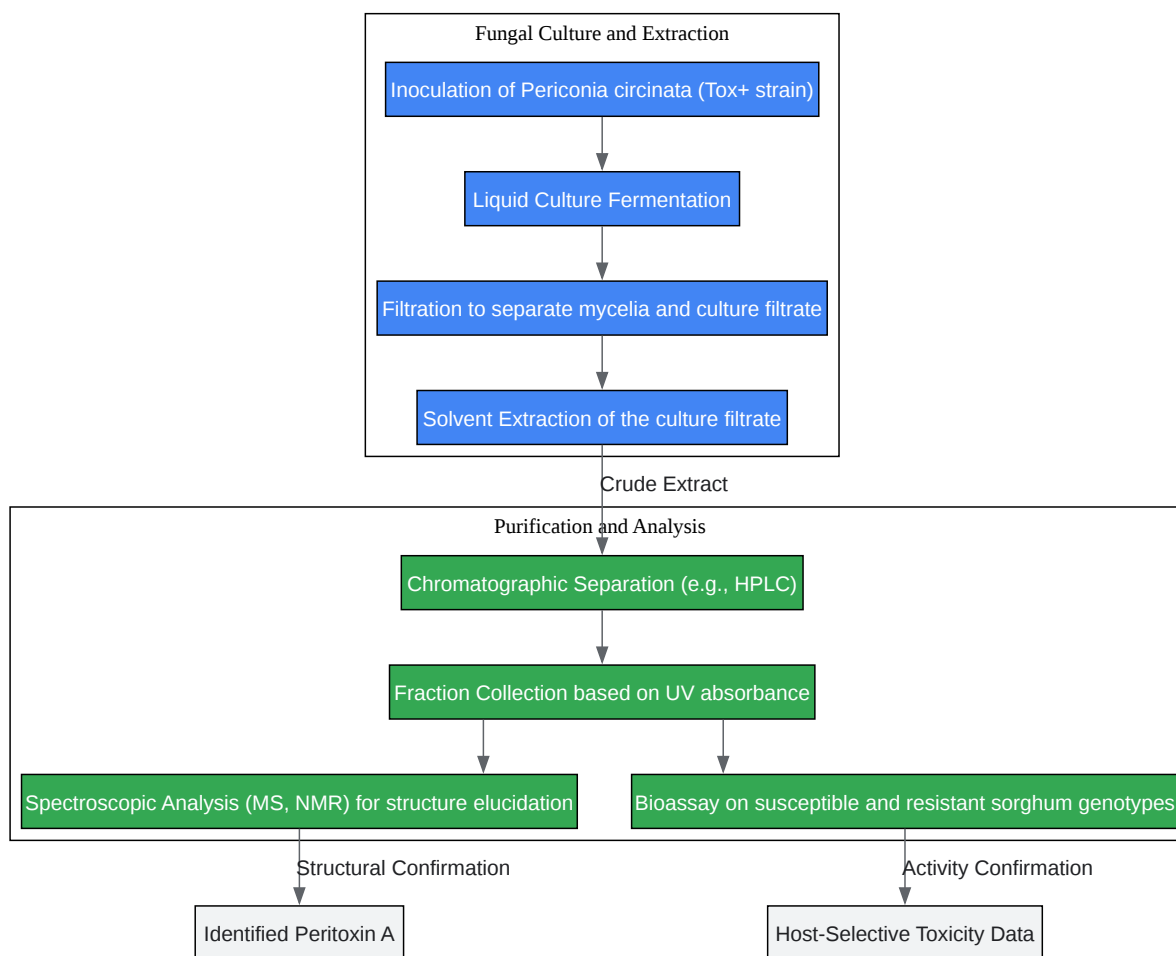 Fungal Culture and Extraction
Inoculation of Periconia circinata (Tox+ strain)
Liquid Culture Fermentation
Filtration to separate mycelia and culture filtrate
Solvent Extraction of the culture filtrate
Crude Extract
Purification and Analysis
Chromatographic Separation (e.g., HPLC)
Fraction Collection based on UV absorbance
Spectroscopic Analysis (MS, NMR) for structure elucidation
Bioassay on susceptible and resistant sorghum genotypes
Structural Confirmation
Activity Confirmation
Identified Peritoxin A
Host-Selective Toxicity Data